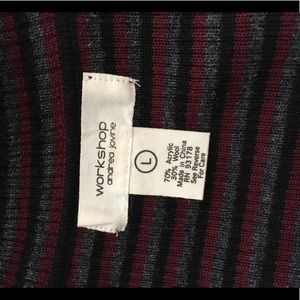 workshop
andrea jovine
L
70% Acrylic
30% Wool
Made in China
RN 93178
See Reverse
For Care